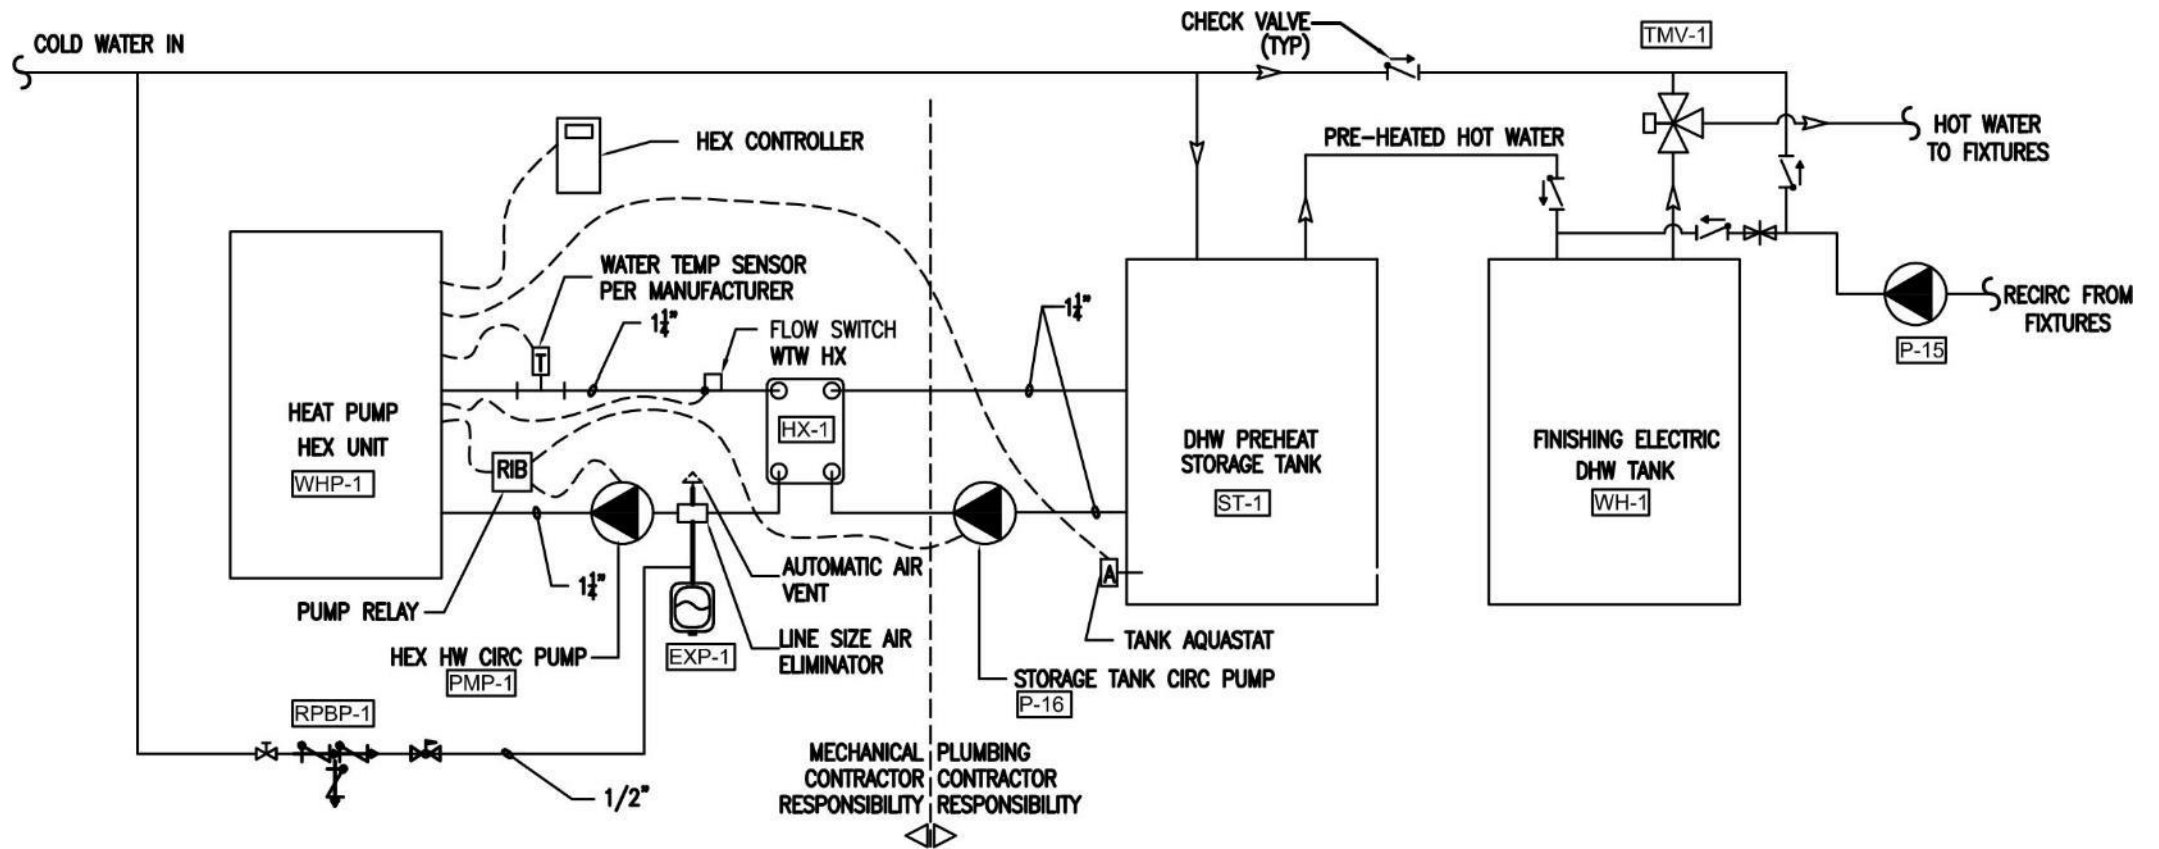 COLD WATER IN
CHECK VALVE
(TYP)
TMV-1
HEX CONTROLLER
PRE-HEATED HOT WATER
HOT WATER
TO FIXTURES
WATER TEMP SENSOR
PER MANUFACTURER
1¼"
FLOW SWITCH
WTW HX
1¼"
RECIRC FROM
FIXTURES
P-15
T
HEAT PUMP
HEX UNIT
WHP-1
HX-1
RIB
DHW PREHEAT
STORAGE TANK
ST-1
FINISHING ELECTRIC
DHW TANK
WH-1
1¼"
AUTOMATIC AIR
VENT
A
PUMP RELAY
LINE SIZE AIR
ELIMINATOR
TANK AQUASTAT
HEX HW CIRC PUMP
PMP-1
EXP-1
STORAGE TANK CIRC PUMP
P-16
RPBP-1
1/2"
MECHANICAL
CONTRACTOR
RESPONSIBILITY
PLUMBING
CONTRACTOR
RESPONSIBILITY